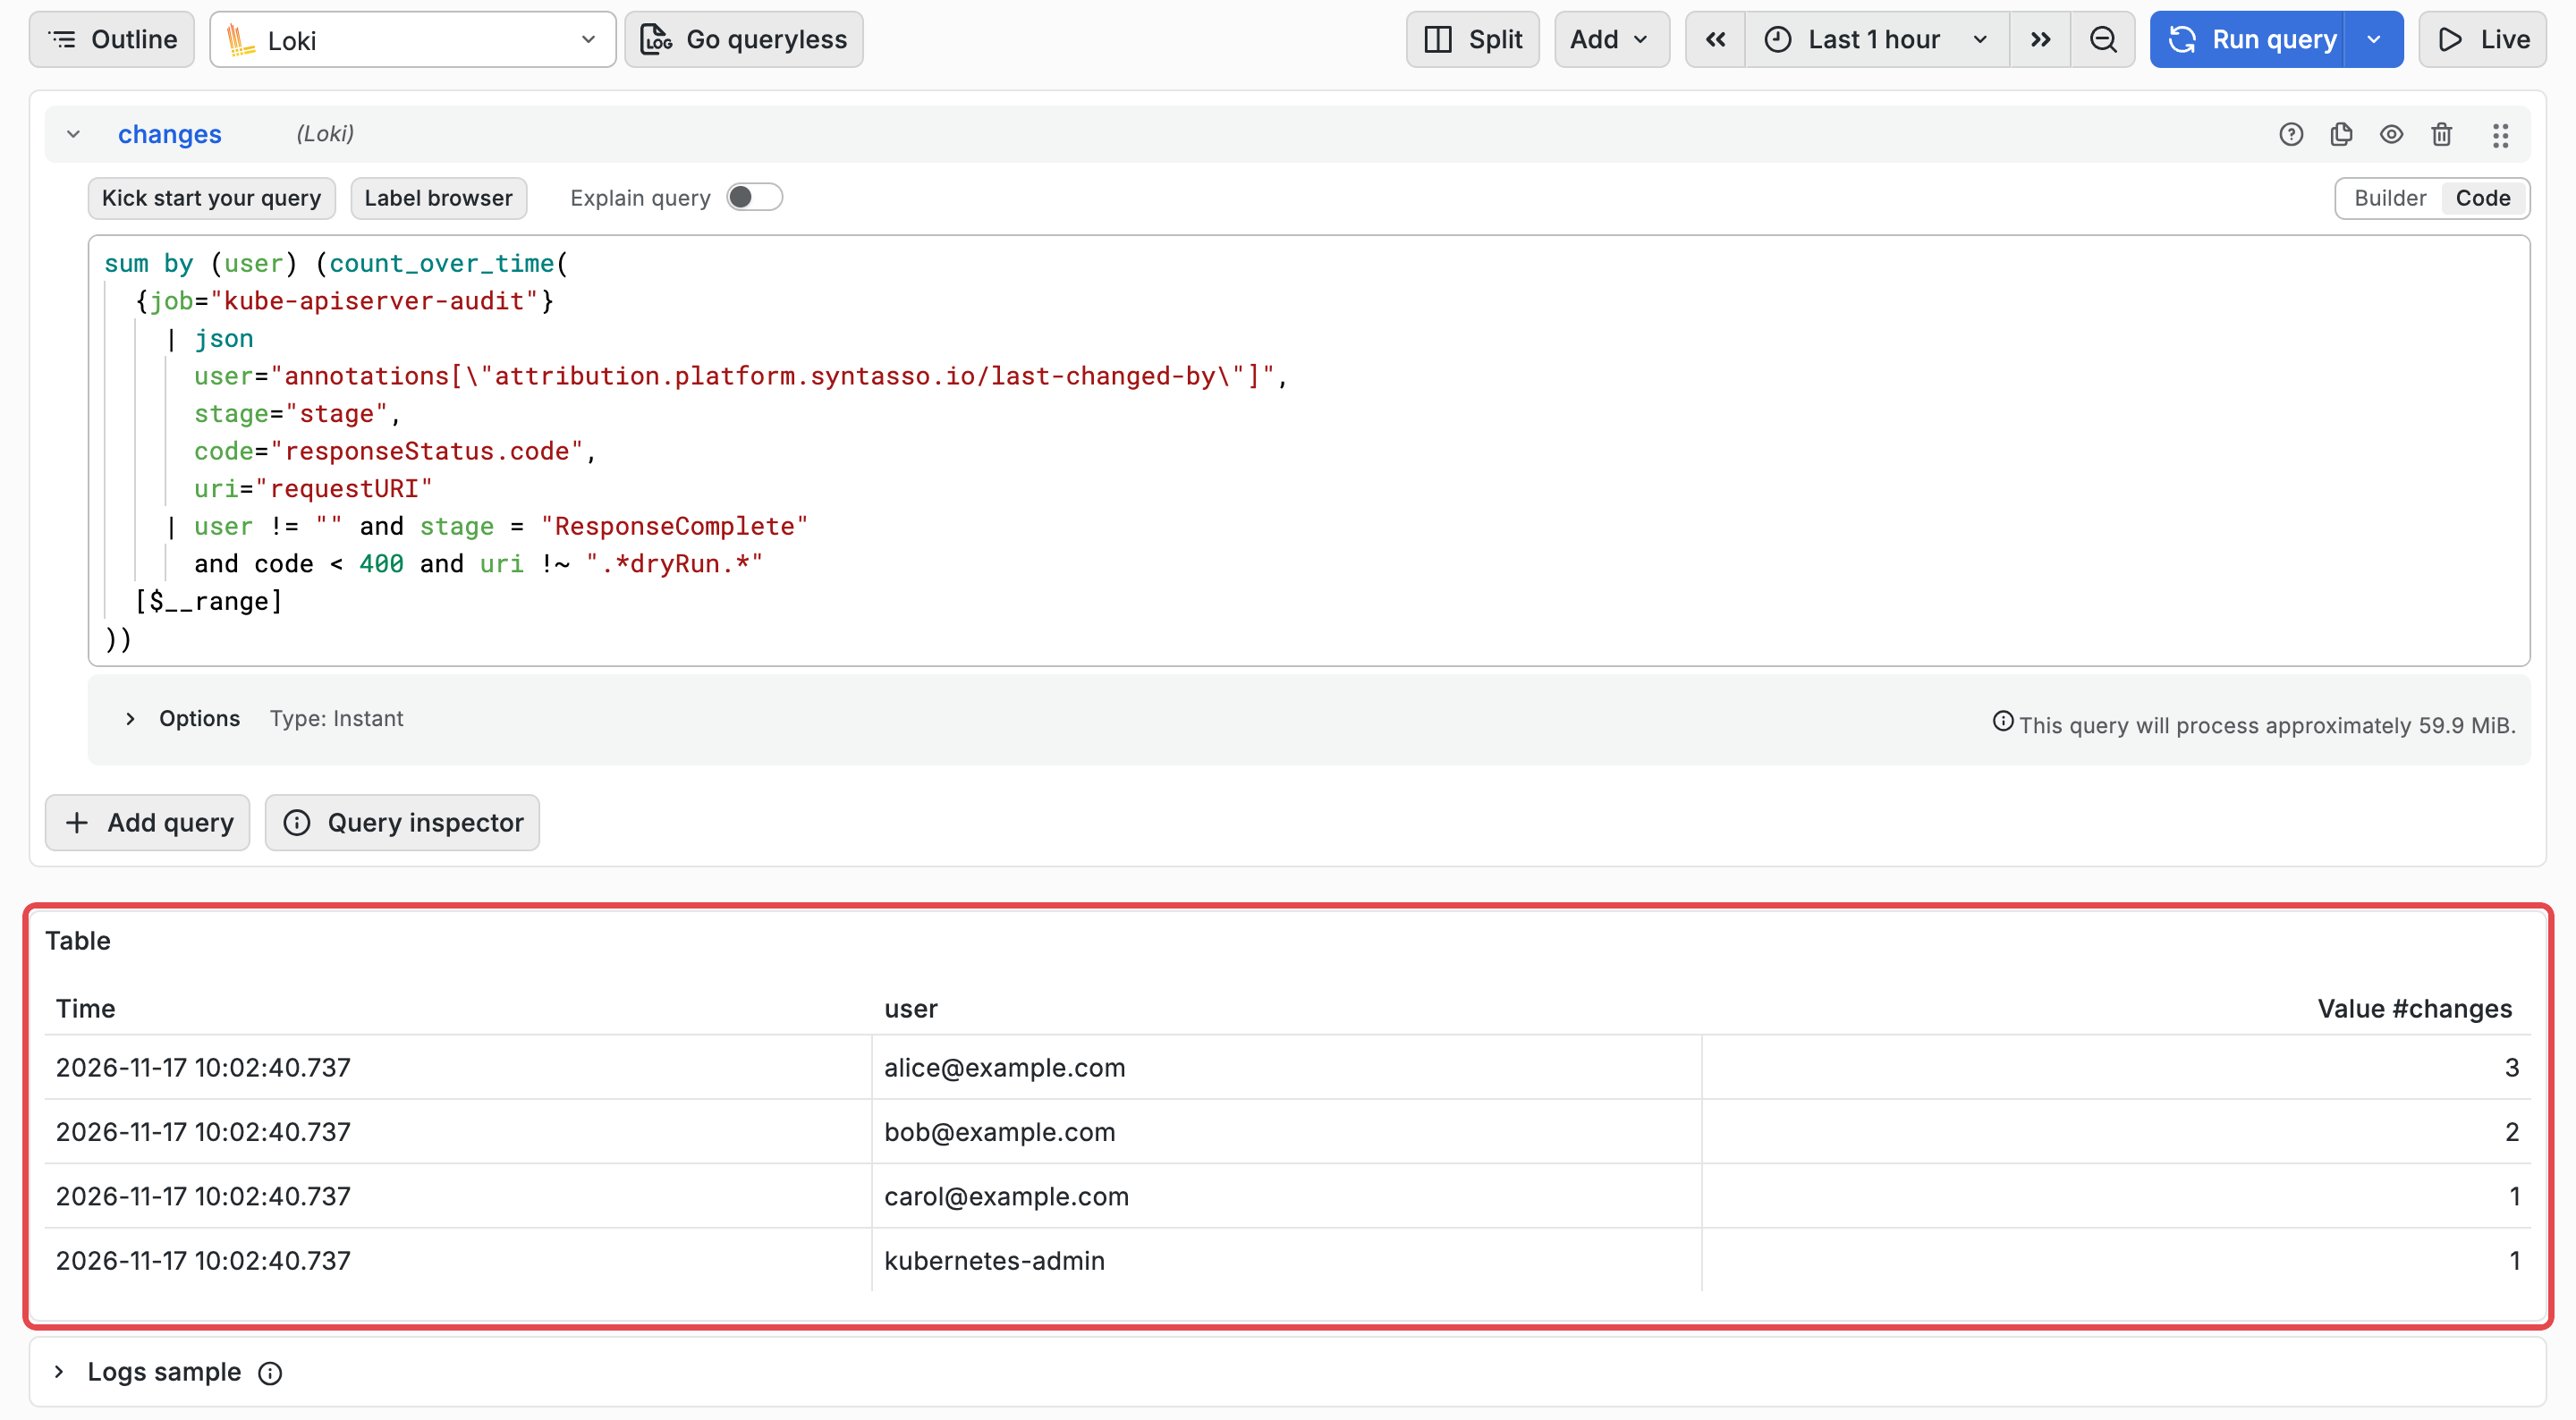 Outline
Loki
Go queryless
Split
Add
Last 1 hour
Run query
Live
changes (Loki)
Kick start your query
Label browser
Explain query
Builder
Code
sum by (user) (count_over_time(
{job="kube-apiserver-audit"}
| json
user="annotations[\"attribution.platform.syntasso.io/last-changed-by\"]",
stage="stage",
code="responseStatus.code",
uri="requestURI"
| user != "" and stage = "ResponseComplete"
and code < 400 and uri !~ ".*dryRun.*"
[$__range]
))
Options Type: Instant
This query will process approximately 59.9 MiB.
Add query
Query inspector
Table
Time user Value #changes
2026-11-17 10:02:40.737 alice@example.com 3
2026-11-17 10:02:40.737 bob@example.com 2
2026-11-17 10:02:40.737 carol@example.com 1
2026-11-17 10:02:40.737 kubernetes-admin 1
Logs sample